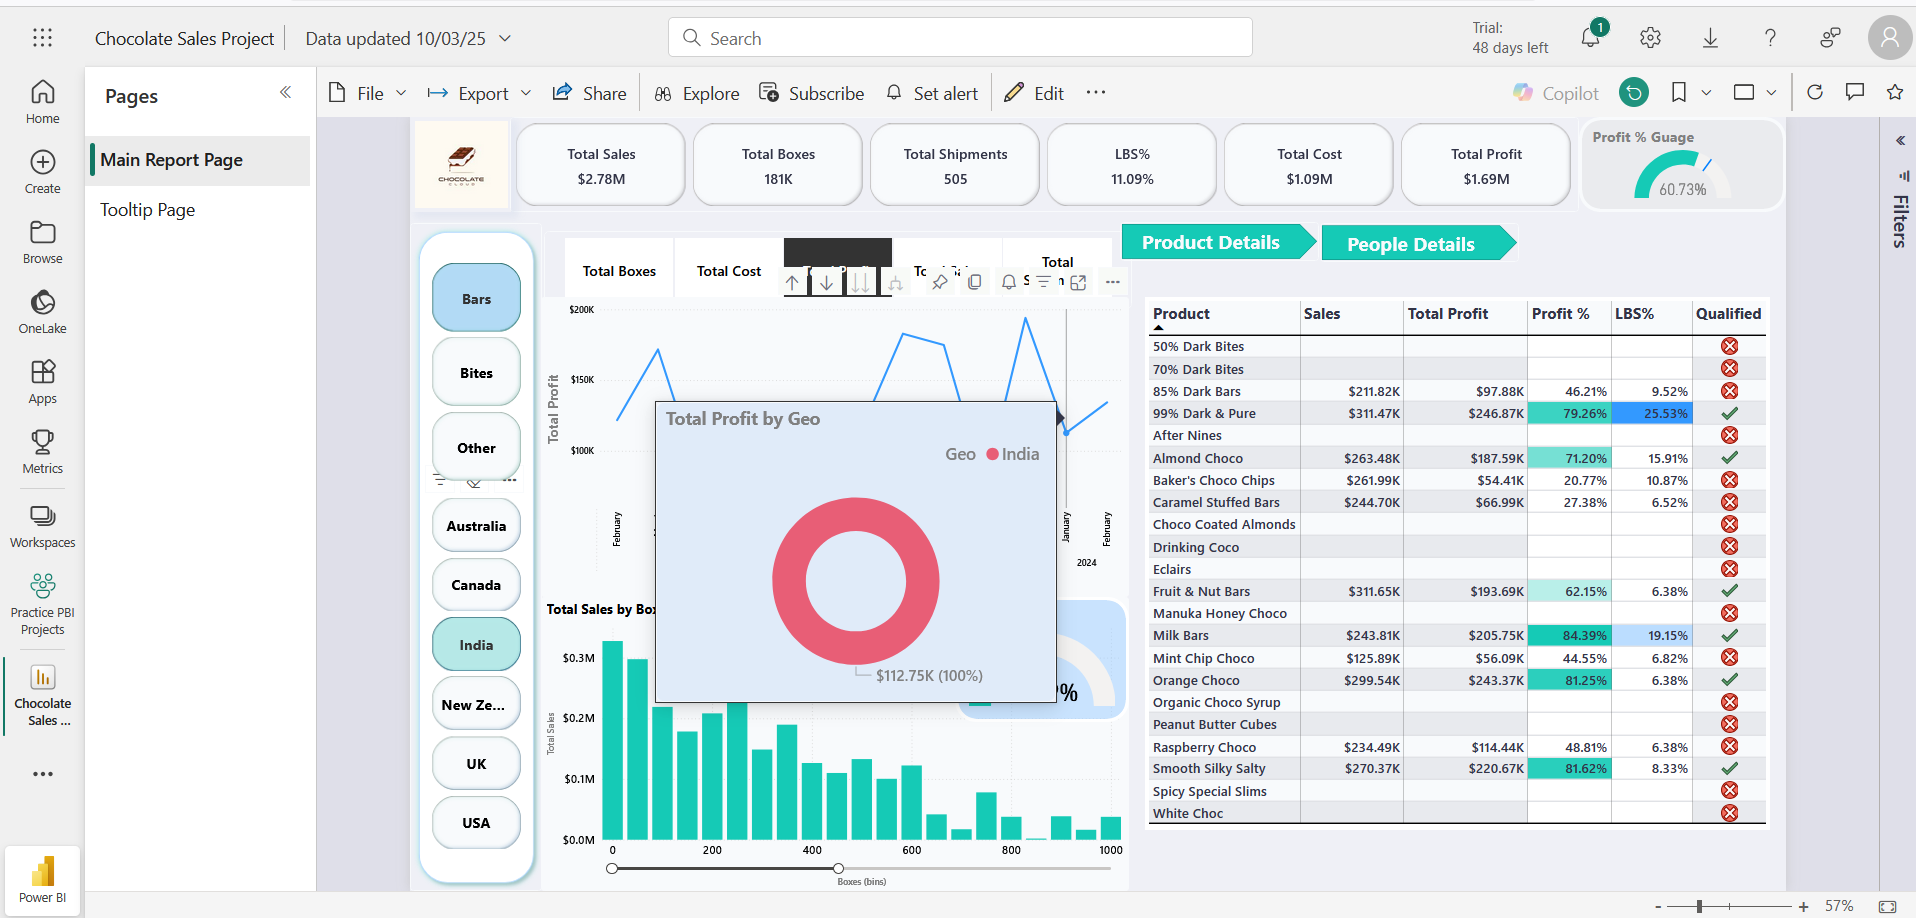 Chocolate Sales Project
Data updated 10/03/25
Search
Trial:
48 days left
1
Home
Create
Browse
OneLake
Apps
Metrics
Workspaces
Practice PBI
Projects
Chocolate
Sales ...
Power BI
Pages
Main Report Page
Tooltip Page
File
Export
Share
Explore
Subscribe
Set alert
Edit
Copilot
CHOCOLATE
Total Sales
$2.78M
Total Boxes
181K
Total Shipments
505
LBS%
11.09%
Total Cost
$1.09M
Total Profit
$1.69M
Profit % Guage
60.73%
Filters
Bars
Bites
Other
Australia
Canada
India
New Ze...
UK
USA
Total Boxes
Total Cost
Total
Product Details
People Details
Total Profit
$200K
$150K
$100K
February
January
February
2024
Total Profit by Geo
Geo
India
$112.75K (100%)
Total Sales by Box
Total Sales
$0.3M
$0.2M
$0.1M
$0.0M
0
200
400
600
800
1000
Boxes (bins)
%
Product Sales Total Profit Profit % LBS% Qualified
50% Dark Bites
70% Dark Bites
85% Dark Bars $211.82K $97.88K 46.21% 9.52%
99% Dark & Pure $311.47K $246.87K 79.26% 25.53%
After Nines
Almond Choco $263.48K $187.59K 71.20% 15.91%
Baker's Choco Chips $261.99K $54.41K 20.77% 10.87%
Caramel Stuffed Bars $244.70K $66.99K 27.38% 6.52%
Choco Coated Almonds
Drinking Coco
Eclairs
Fruit & Nut Bars $311.65K $193.69K 62.15% 6.38%
Manuka Honey Choco
Milk Bars $243.81K $205.75K 84.39% 19.15%
Mint Chip Choco $125.89K $56.09K 44.55% 6.82%
Orange Choco $299.54K $243.37K 81.25% 6.38%
Organic Choco Syrup
Peanut Butter Cubes
Raspberry Choco $234.49K $114.44K 48.81% 6.38%
Smooth Silky Salty $270.37K $220.67K 81.62% 8.33%
Spicy Special Slims
White Choc
57%